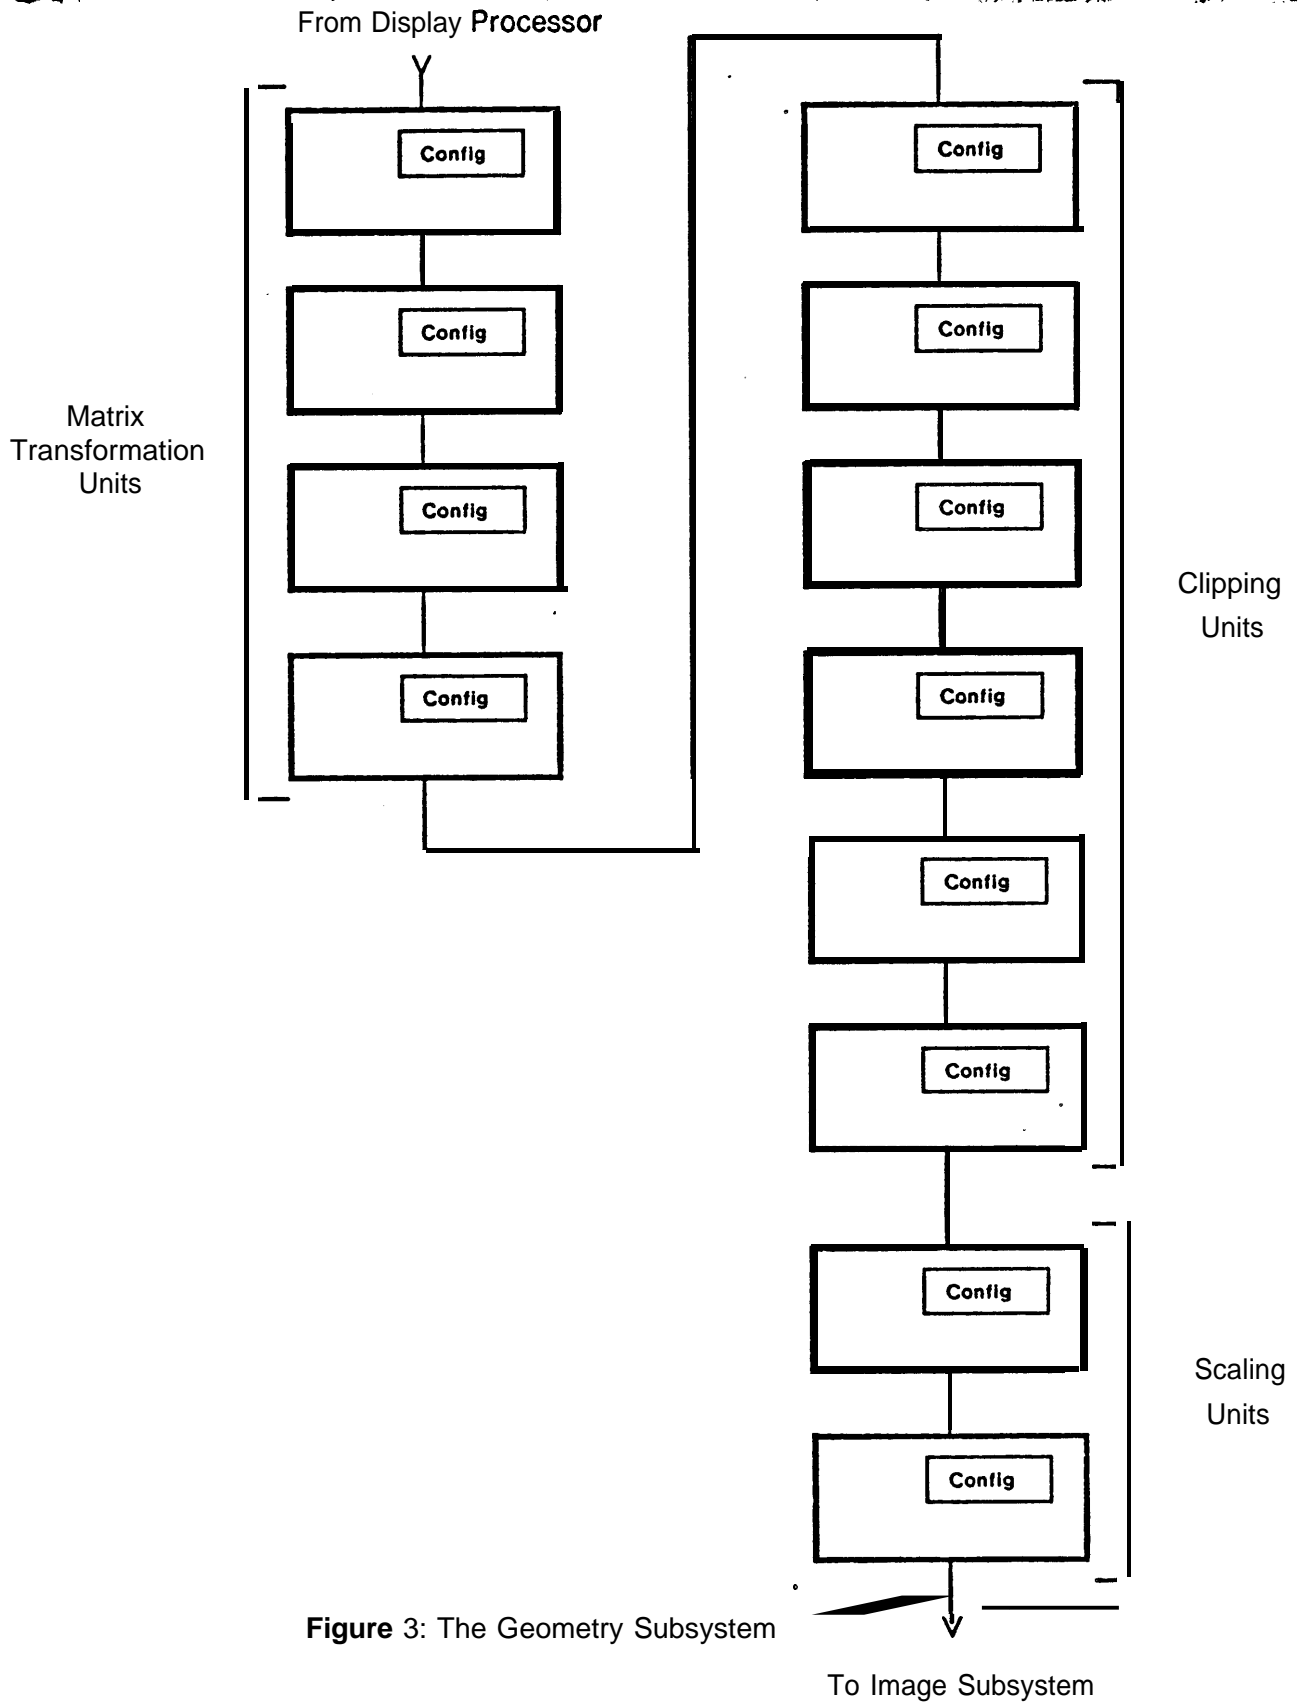 From Display Processor
Config
Config
Config
Config
Matrix
Transformation
Units
Config
Config
Config
Config
Config
Config
Clipping
Units
Config
Config
Scaling
Units
Figure 3: The Geometry Subsystem
To Image Subsystem